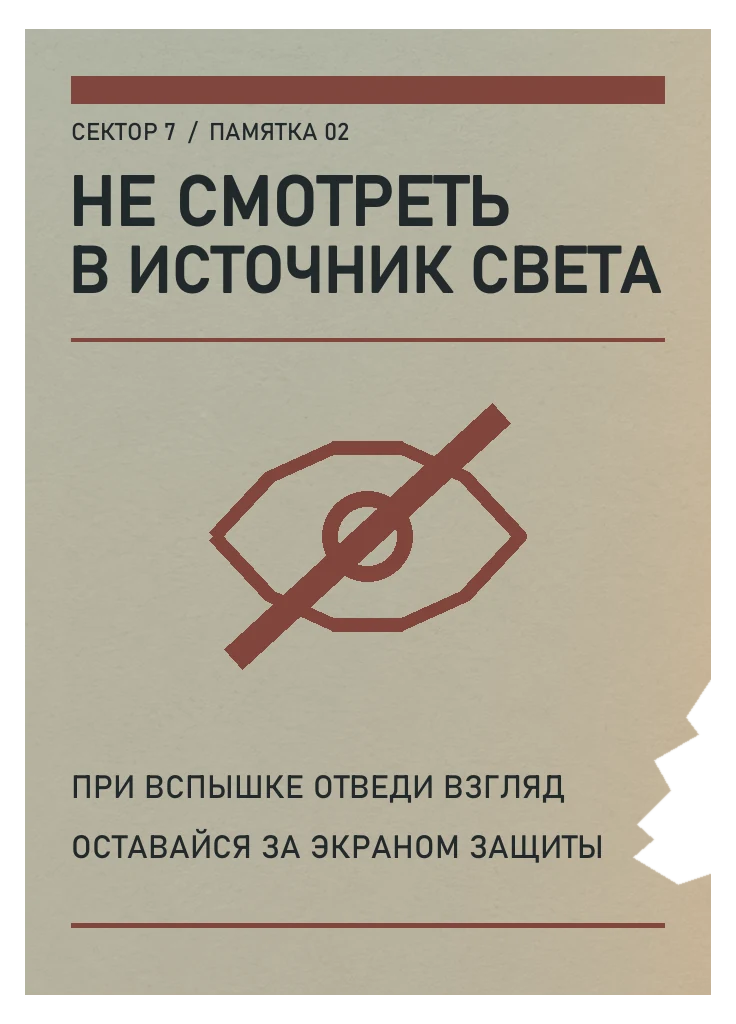 СЕКТОР 7 / ПАМЯТКА 02
НЕ СМОТРЕТЬ
В ИСТОЧНИК СВЕТА
ПРИ ВСПЫШКЕ ОТВЕДИ ВЗГЛЯД
ОСТАВАЙСЯ ЗА ЭКРАНОМ ЗАЩИТЫ